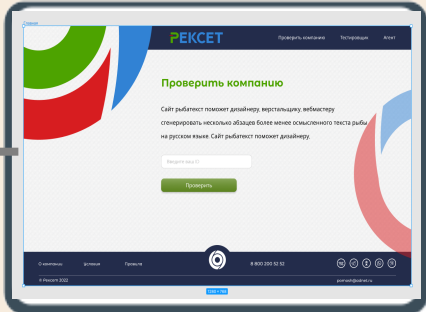 Главная
РЕКСЕТ
Проверить компанию
Тестировщик
Агент
Проверить компанию
Сайт рыбатекст поможет дизайнеру, верстальщику, вебмастеру
сгенерировать несколько абзацев более менее осмысленного текста рыбы
на русском языке. Сайт рыбатекст поможет дизайнеру.
Проверить
О компании
Условия
Правила
8 800 200 52 52
© Рексет 2022